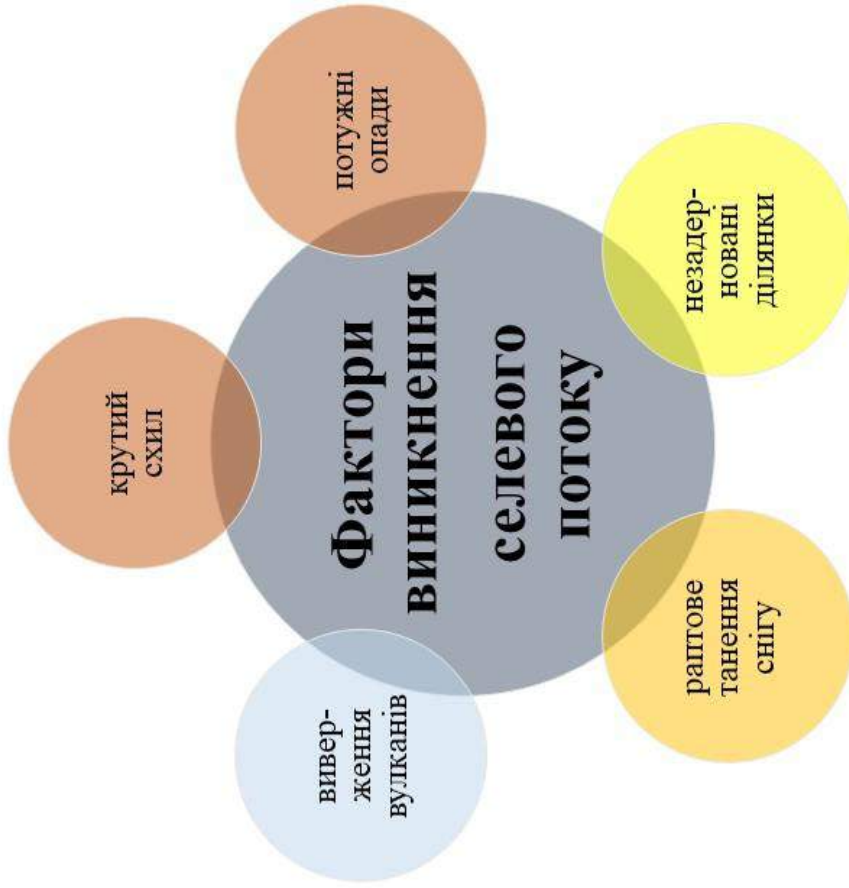 Фактори
виникнення
селевого
потоку
крутий
схил
потужні
опади
незадер-
новані
ділянки
раптове
танення
снігу
вивер-
ження
вулканів